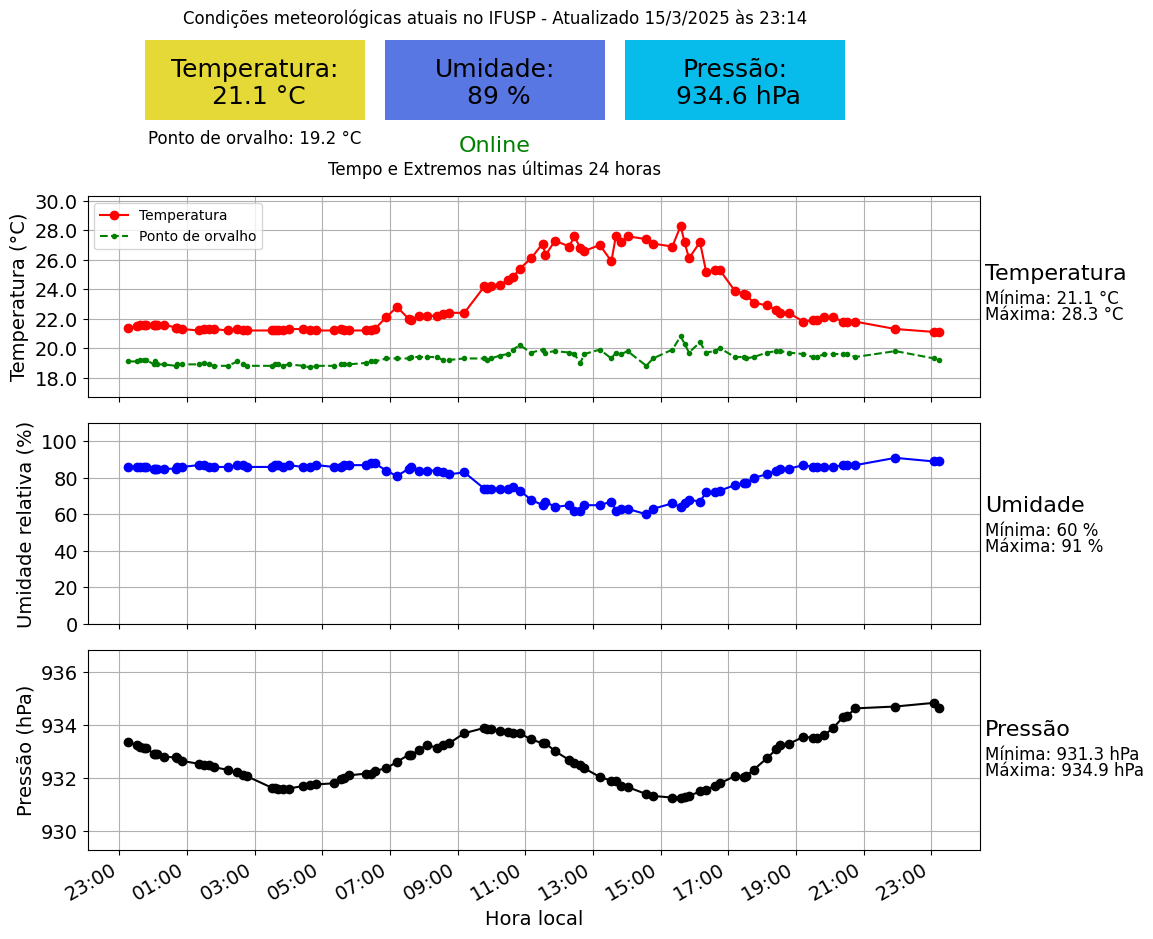 Condições meteorológicas atuais no IFUSP - Atualizado 15/3/2025 às 23:14
Temperatura:
21.1 °C
Umidade:
89 %
Pressão:
934.6 hPa
Ponto de orvalho: 19.2 °C
Online
Tempo e Extremos nas últimas 24 horas
Temperatura (°C)
30.0
28.0
26.0
24.0
22.0
20.0
18.0
Temperatura
Ponto de orvalho
Temperatura
Mínima: 21.1 °C
Máxima: 28.3 °C
Umidade relativa (%)
100
80
60
40
20
0
Umidade
Mínima: 60 %
Máxima: 91 %
Pressão (hPa)
936
934
932
930
Pressão
Mínima: 931.3 hPa
Máxima: 934.9 hPa
23:00 01:00 03:00 05:00 07:00 09:00 11:00 13:00 15:00 17:00 19:00 21:00 23:00
Hora local